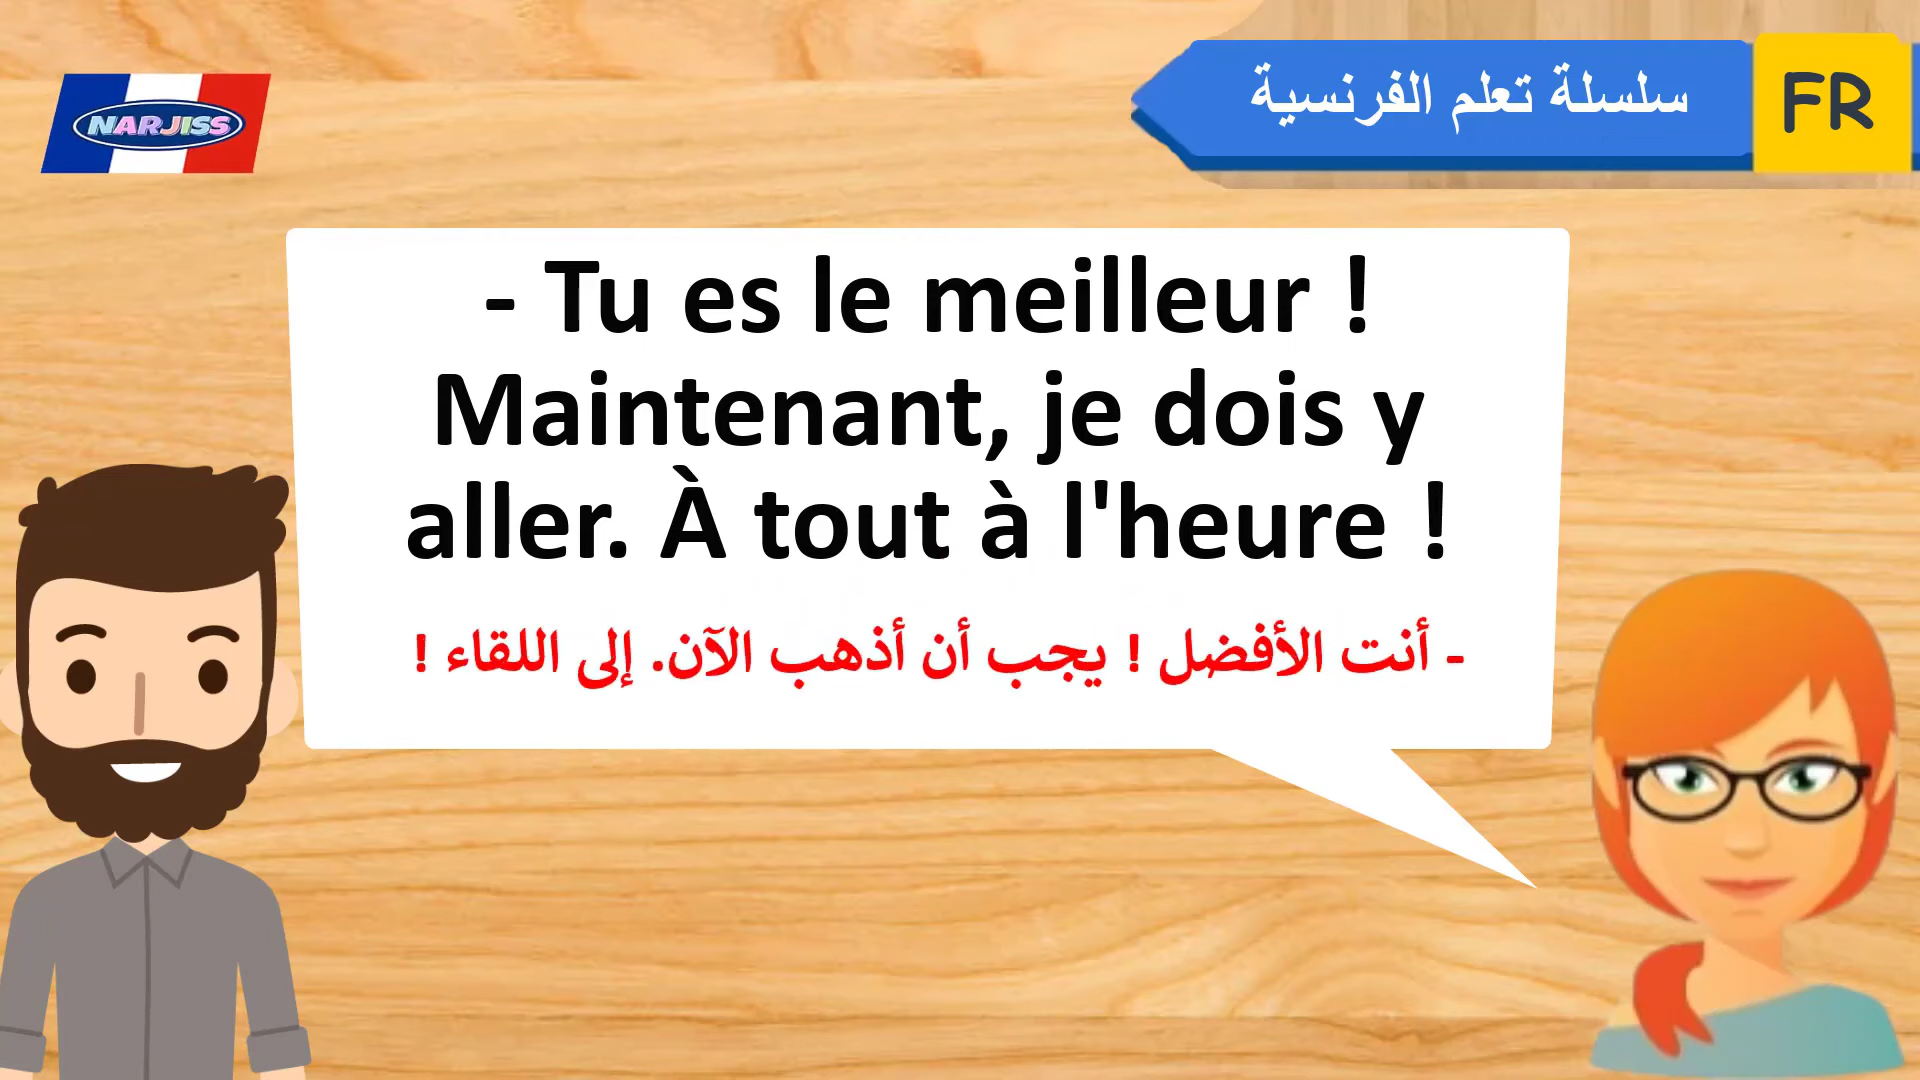 NARJISS
سلسلة تعلم الفرنسية
FR
- Tu es le meilleur !
Maintenant, je dois y
aller. À tout à l'heure !
- أنت الأفضل ! يجب أن أذهب الآن. إلى اللقاء !